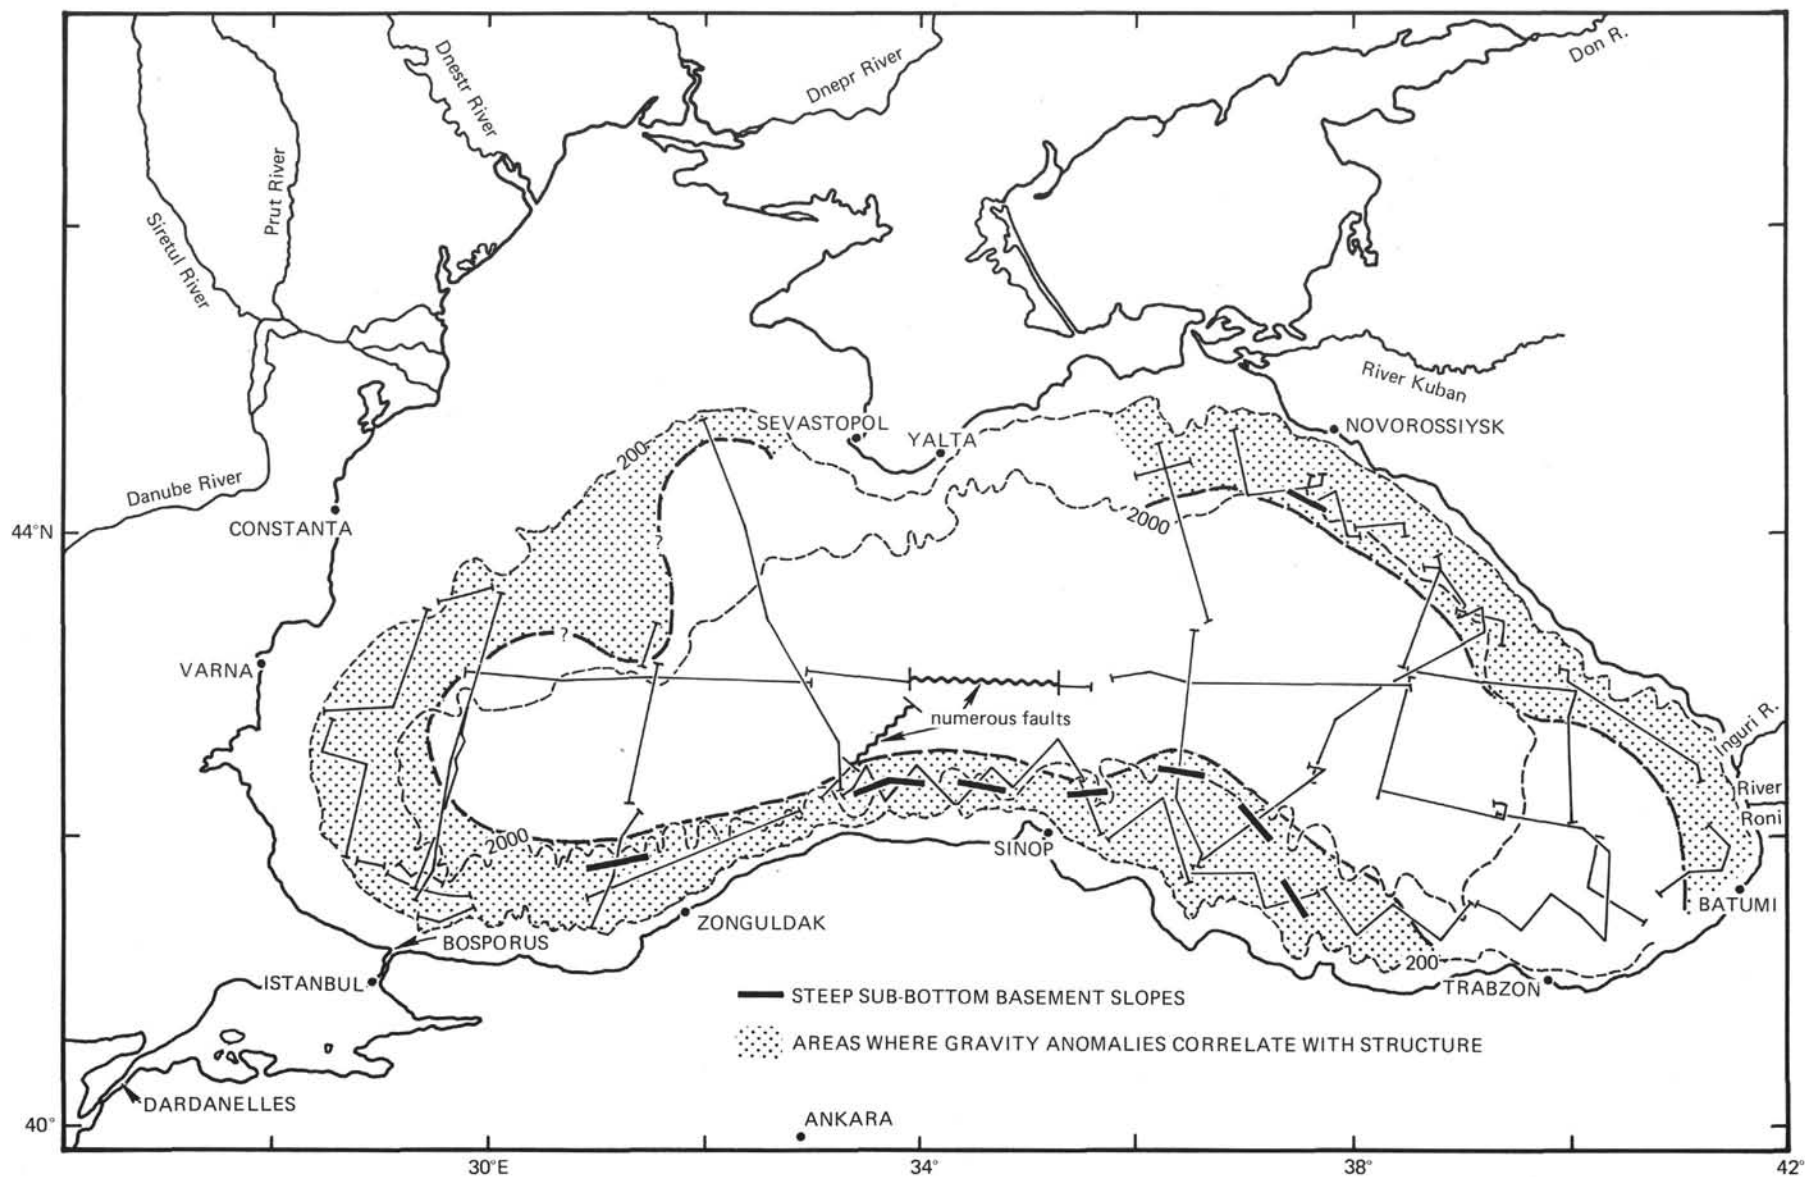 Don R.
Dnepr River
Dnestr River
Prut River
Siretul River
River Kuban
SEVASTOPOL
YALTA
NOVOROSSIYSK
200
Danube River
2000
CONSTANTA
44°N
?
VARNA
numerous faults
Inguri R.
River
Roni
2000
SINOP
BATUMI
ZONGULDAK
BOSPORUS
200
ISTANBUL
TRABZON
STEEP SUB-BOTTOM BASEMENT SLOPES
AREAS WHERE GRAVITY ANOMALIES CORRELATE WITH STRUCTURE
DARDANELLES
ANKARA
40°
30°E
34°
38°
42°